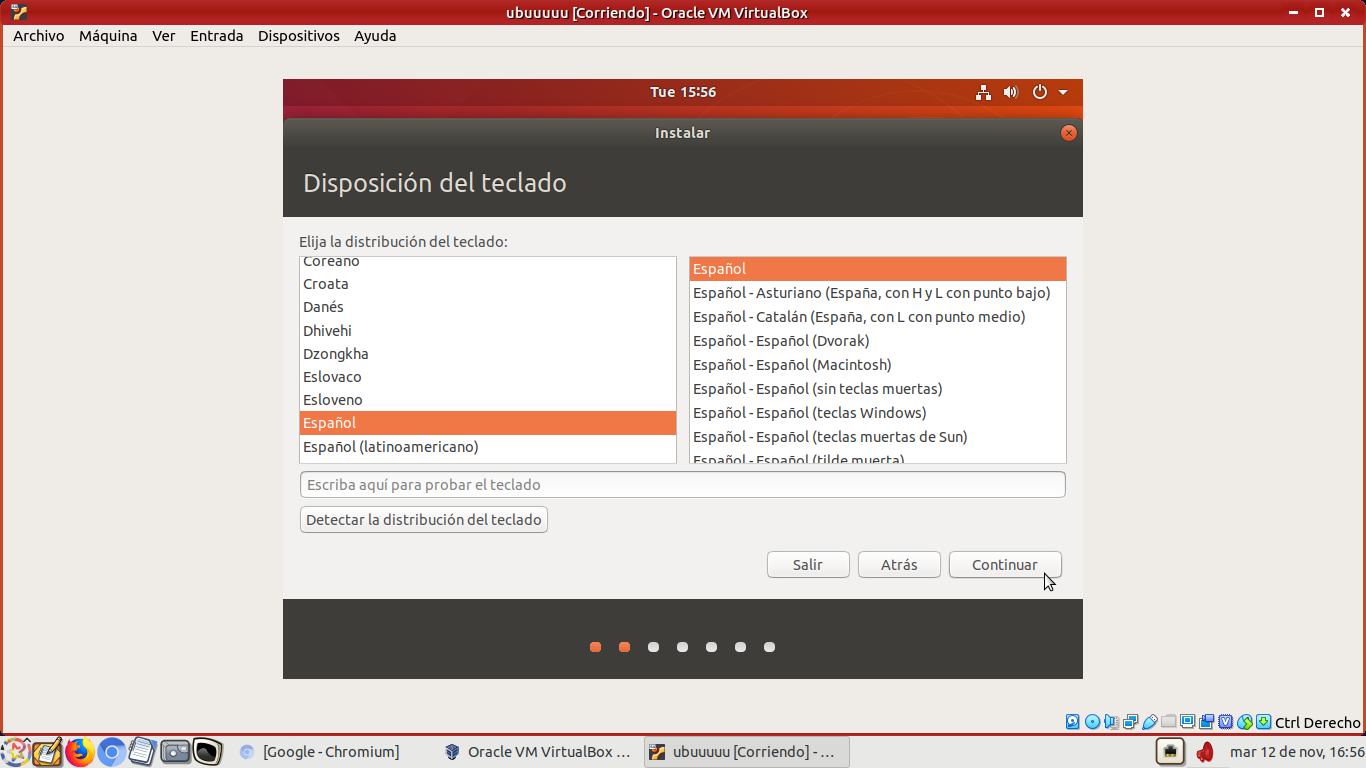 ubuuuuu [Corriendo] - Oracle VM VirtualBox
Archivo Máquina Ver Entrada Dispositivos Ayuda
Tue 15:56
Instalar
Disposición del teclado
Elija la distribución del teclado:
Coreano
Croata
Danés
Dhivehi
Dzongkha
Eslovaco
Esloveno
Español
Español (latinoamericano)
Español
Español - Asturiano (España, con H y L con punto bajo)
Español - Catalán (España, con L con punto medio)
Español - Español (Dvorak)
Español - Español (Macintosh)
Español - Español (sin teclas muertas)
Español - Español (teclas Windows)
Español - Español (teclas muertas de Sun)
Español - Español (tilde muerta)
Escriba aquí para probar el teclado
Detectar la distribución del teclado
Salir Atrás Continuar
Ctrl Derecho
[Google - Chromium] Oracle VM VirtualBox ... ubuuuuu [Corriendo] - ... mar 12 de nov, 16:56